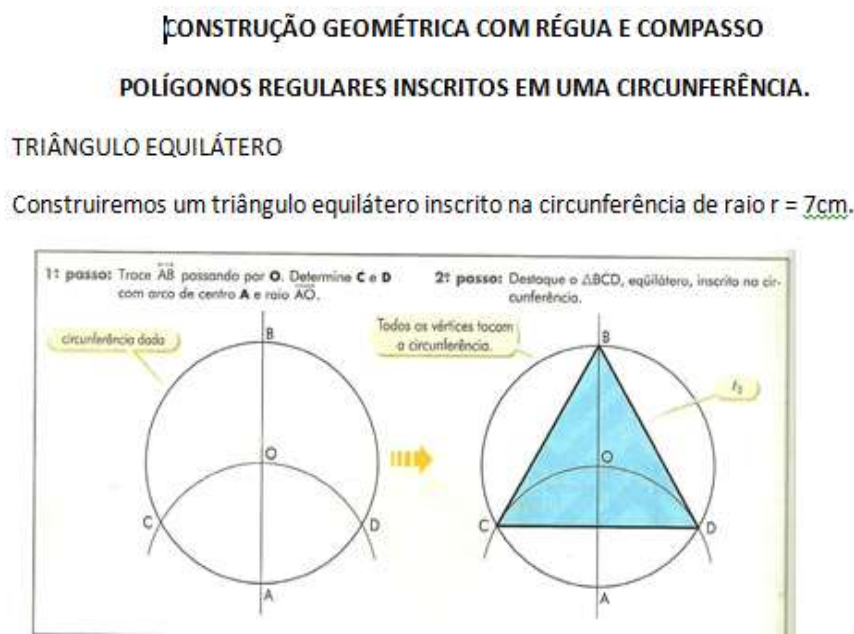 CONSTRUÇÃO GEOMÉTRICA COM RÉGUA E COMPASSO
POLÍGONOS REGULARES INSCRITOS EM UMA CIRCUNFERÊNCIA.
TRIÂNGULO EQUILÁTERO
Construiremos um triângulo equilátero inscrito na circunferência de raio r = 7cm.
1º passo: Trace AB passando por O. Determine C e D
com arco de centro A e raio AO.
circunferência dada
B
O
C
D
A
2º passo: Destaque o △BCD, eqüilátero, inscrito na cir-
cunferência.
Todos os vértices tocam
a circunferência.
B
l₃
O
C
D
A